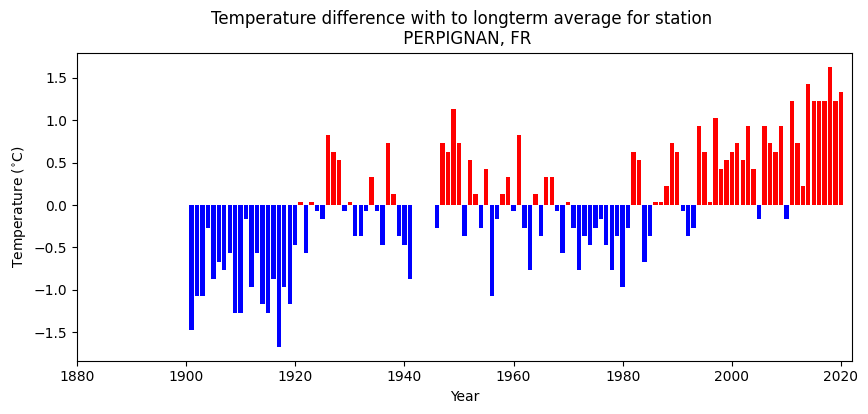 Temperature difference with to longterm average for station
PERPIGNAN, FR
Temperature (°C)
1.5
1.0
0.5
0.0
−0.5
−1.0
−1.5
1880 1900 1920 1940 1960 1980 2000 2020
Year